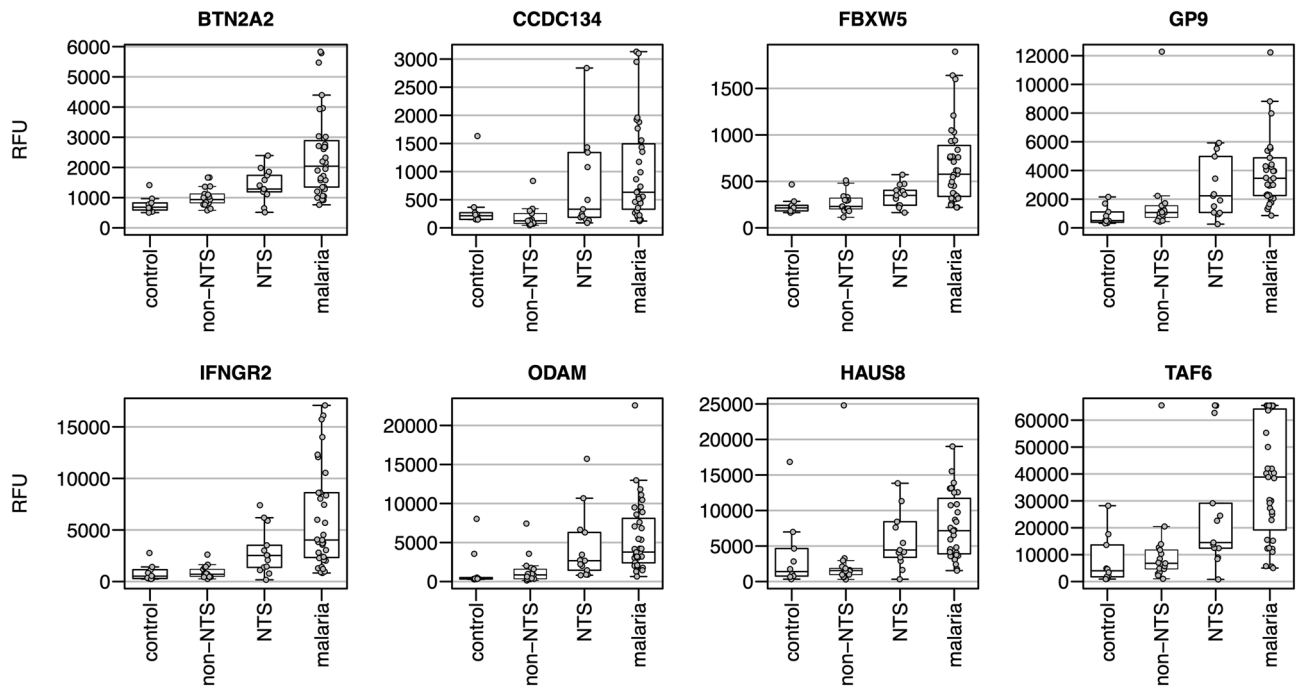 BTN2A2
CCDC134
FBXW5
GP9
RFU
6000
5000
4000
3000
2000
1000
0
control
non−NTS
NTS
malaria
3000
2500
2000
1500
1000
500
0
control
non−NTS
NTS
malaria
1500
1000
500
0
control
non−NTS
NTS
malaria
12000
10000
8000
6000
4000
2000
0
control
non−NTS
NTS
malaria
IFNGR2
ODAM
HAUS8
TAF6
RFU
15000
10000
5000
0
control
non−NTS
NTS
malaria
20000
15000
10000
5000
0
control
non−NTS
NTS
malaria
25000
20000
15000
10000
5000
0
control
non−NTS
NTS
malaria
60000
50000
40000
30000
20000
10000
0
control
non−NTS
NTS
malaria